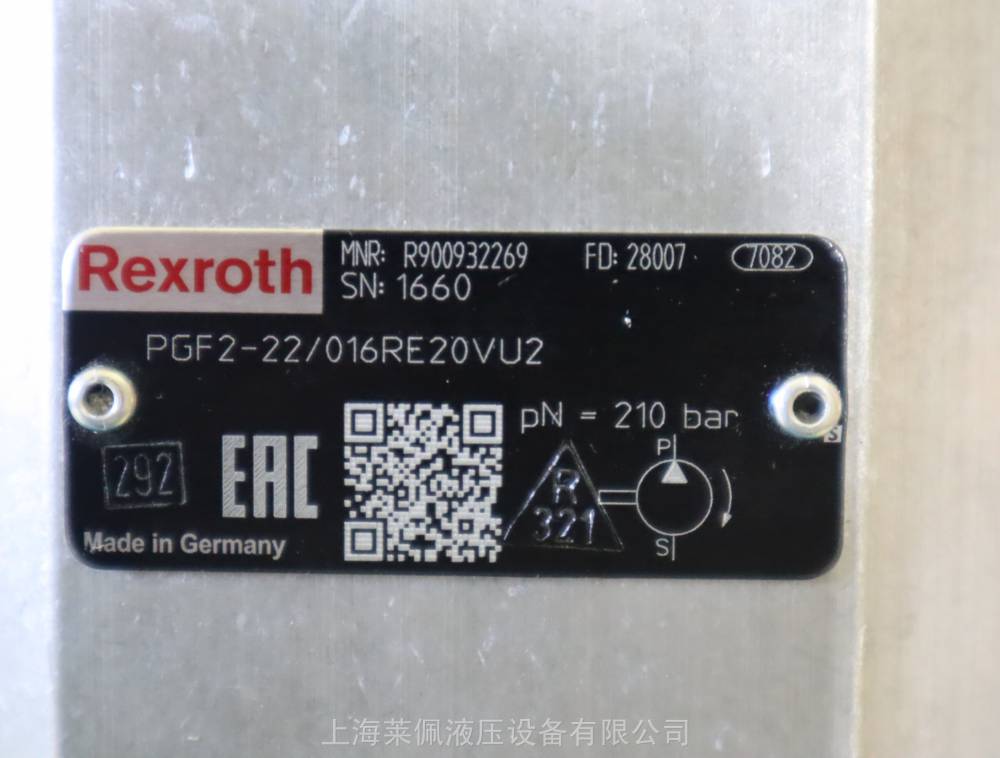 Rexroth
MNR: R900932269 FD: 28007 7082
SN: 1660
PGF2-22/016RE20VU2
pN = 210 bar
292
EAC
R
321
P
S
S
Made in Germany
上海莱佩液压设备有限公司